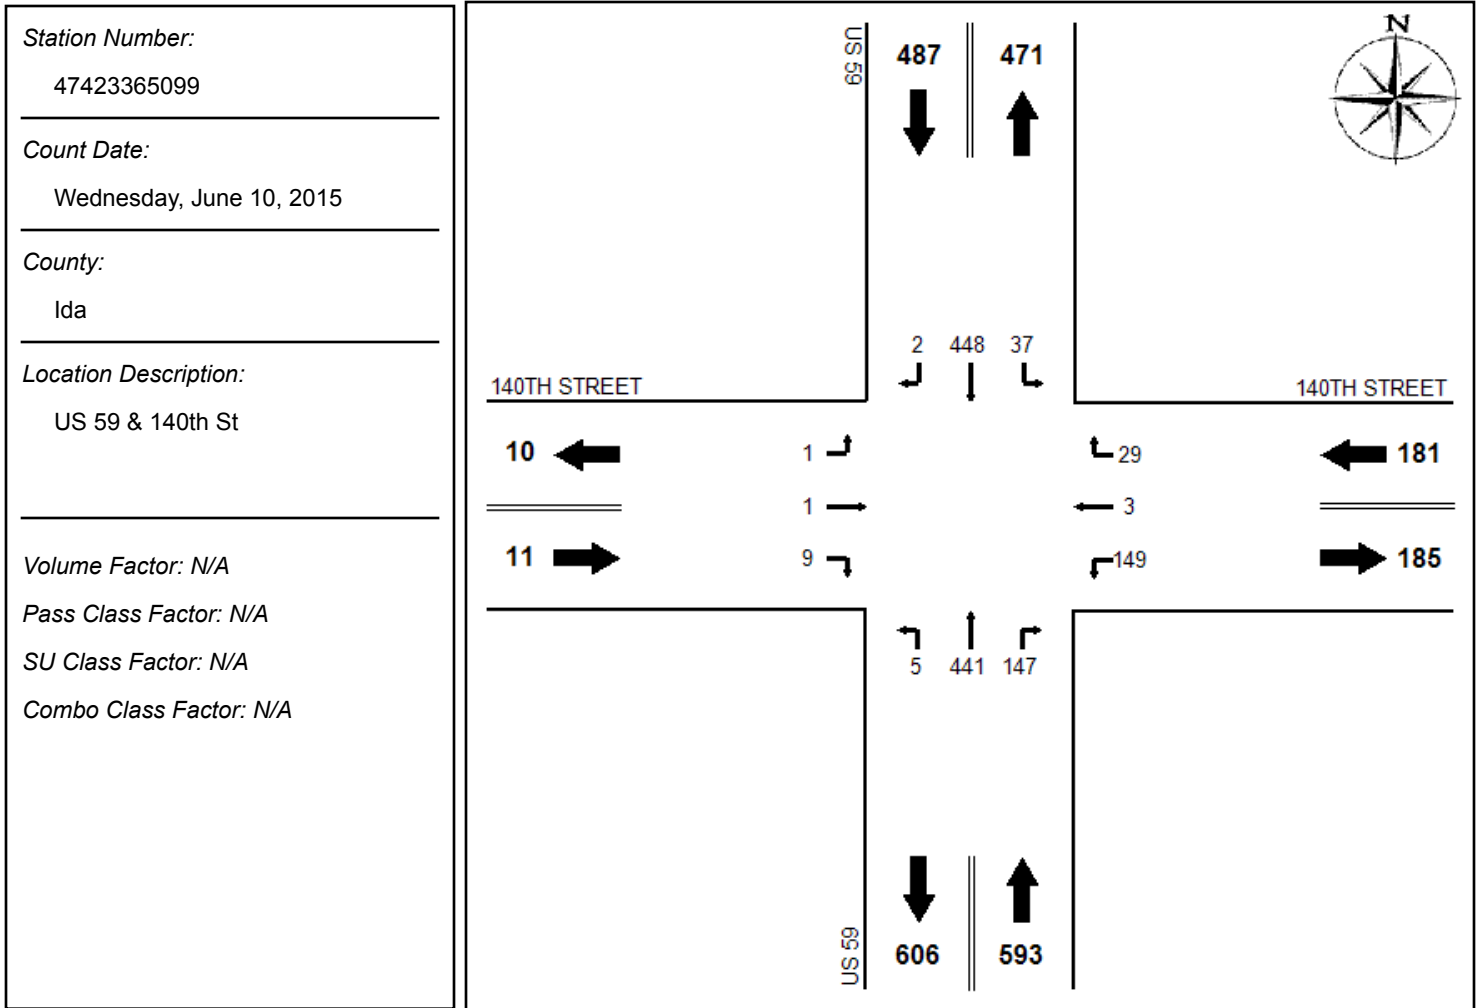 Station Number:
47423365099
Count Date:
Wednesday, June 10, 2015
County:
Ida
Location Description:
US 59 & 140th St
Volume Factor: N/A
Pass Class Factor: N/A
SU Class Factor: N/A
Combo Class Factor: N/A
N
US 59
487 471
2 448 37
140TH STREET
140TH STREET
10 1 29 181
1 3
11 9 149 185
5 441 147
US 59
606 593